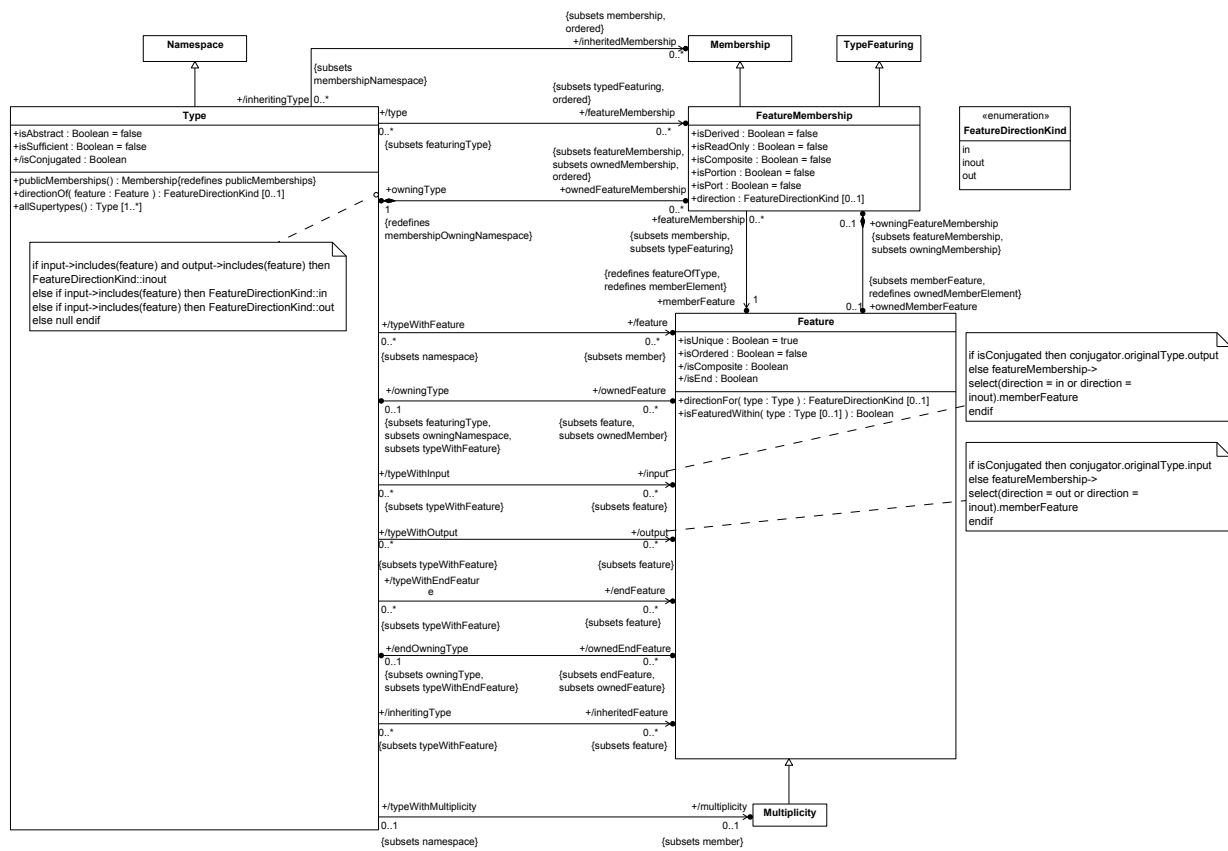 {subsets membership,
ordered}
+/inheritedMembership
0..*
Namespace
Membership
TypeFeaturing
{subsets
membershipNamespace}
+/inheritingType
0..*
Type
+isAbstract : Boolean = false
+isSufficient : Boolean = false
+/isConjugated : Boolean
+publicMemberships() : Membership{redefines publicMemberships}
+directionOf( feature : Feature ) : FeatureDirectionKind [0..1]
+allSupertypes() : Type [1..*]
if input->includes(feature) and output->includes(feature) then
FeatureDirectionKind::inout
else if input->includes(feature) then FeatureDirectionKind::in
else if input->includes(feature) then FeatureDirectionKind::out
else null endif
+/type
0..*
{subsets featuringType}
{subsets typedFeaturing,
ordered}
+/featureMembership
0..*
{subsets featureMembership,
subsets ownedMembership,
ordered}
+owningType
1
{redefines
membershipOwningNamespace}
+ownedFeatureMembership
0..*
FeatureMembership
+isDerived : Boolean = false
+isReadOnly : Boolean = false
+isComposite : Boolean = false
+isPortion : Boolean = false
+isPort : Boolean = false
+direction : FeatureDirectionKind [0..1]
«enumeration»
FeatureDirectionKind
in
inout
out
+featureMembership
0..*
{subsets membership,
subsets typeFeaturing}
0..1
+owningFeatureMembership
{subsets featureMembership,
subsets owningMembership}
{redefines featureOfType,
redefines memberElement}
+memberFeature
1
{subsets memberFeature,
redefines ownedMemberElement}
0..1
+ownedMemberFeature
Feature
+isUnique : Boolean = true
+isOrdered : Boolean = false
+/isComposite : Boolean
+/isEnd : Boolean
+directionFor( type : Type ) : FeatureDirectionKind [0..1]
+isFeaturedWithin( type : Type [0..1] ) : Boolean
if isConjugated then conjugator.originalType.output
else featureMembership->
select(direction = in or direction =
inout).memberFeature
endif
if isConjugated then conjugator.originalType.input
else featureMembership->
select(direction = out or direction =
inout).memberFeature
endif
+/typeWithFeature
+/feature
0..*
0..*
{subsets namespace}
{subsets member}
+/owningType
+/ownedFeature
0..1
0..*
{subsets featuringType,
subsets owningNamespace,
subsets typeWithFeature}
{subsets feature,
subsets ownedMember}
+/typeWithInput
+/input
0..*
0..*
{subsets typeWithFeature}
{subsets feature}
+/typeWithOutput
+/output
0..*
0..*
{subsets typeWithFeature}
{subsets feature}
+/typeWithEndFeatur
e
+/endFeature
0..*
0..*
{subsets typeWithFeature}
{subsets feature}
+/endOwningType
+/ownedEndFeature
0..1
0..*
{subsets owningType,
subsets typeWithEndFeature}
{subsets endFeature,
subsets ownedFeature}
+/inheritingType
+/inheritedFeature
0..*
0..*
{subsets typeWithFeature}
{subsets feature}
+/typeWithMultiplicity
+/multiplicity
0..1
0..1
{subsets namespace}
{subsets member}
Multiplicity